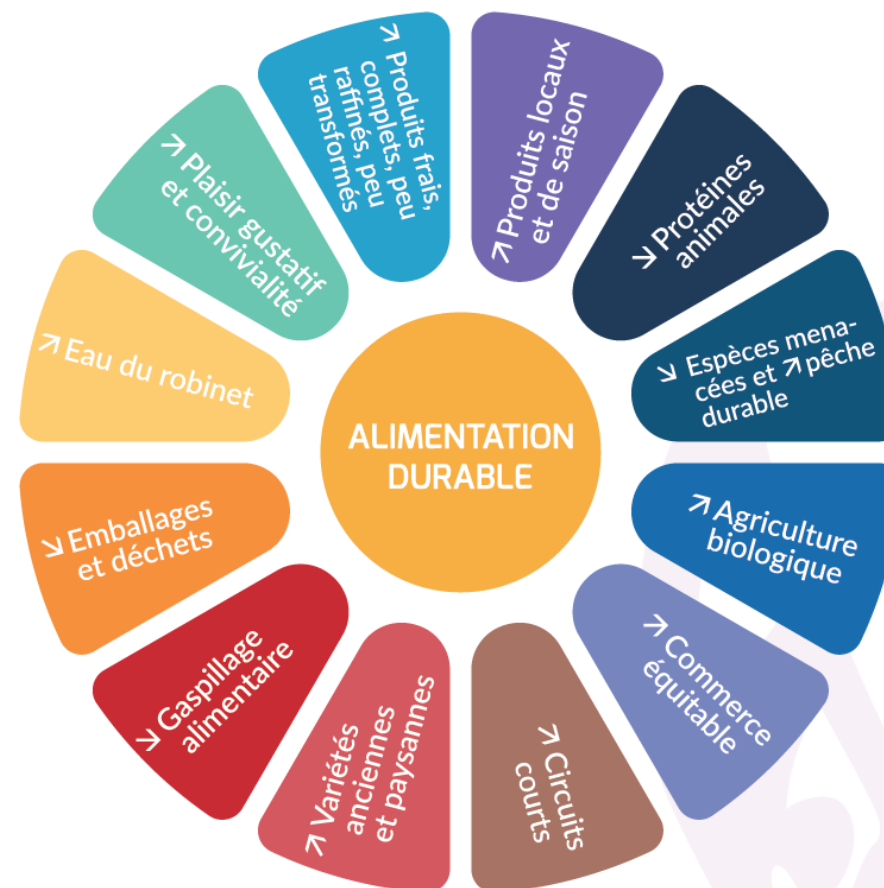 ALIMENTATION
DURABLE
↗ Produits locaux
et de saison
↘ Protéines
animales
↘ Espèces mena-
cées et ↗ pêche
durable
↗ Agriculture
biologique
↗ Commerce
équitable
↗ Circuits
courts
↗ Variétés
anciennes
et paysannes
↘ Gaspillage
alimentaire
↘ Emballages
et déchets
↗ Eau du robinet
↗ Plaisir gustatif
et convivialité
↗ Produits frais,
complets, peu
raffinés, peu
transformés